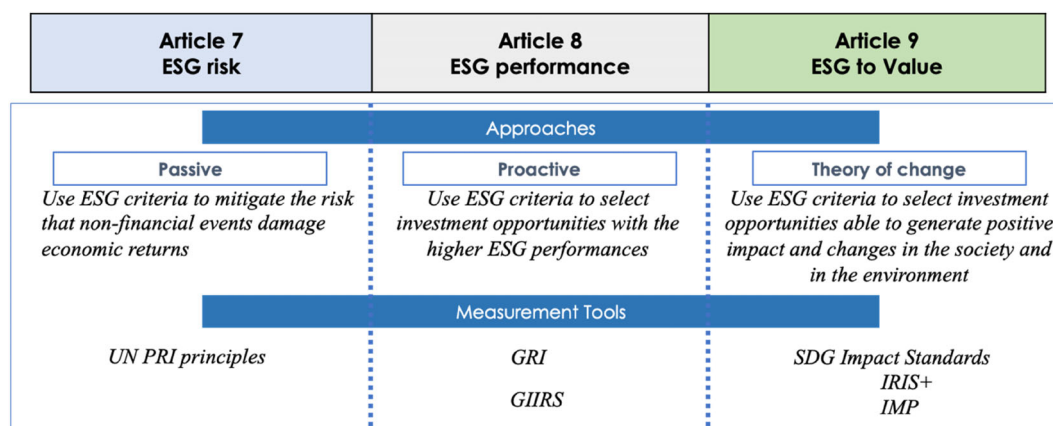 Article 7
ESG risk
Article 8
ESG performance
Article 9
ESG to Value
Approaches
Passive
Use ESG criteria to mitigate the risk
that non-financial events damage
economic returns
Proactive
Use ESG criteria to select
investment opportunities with the
higher ESG performances
Theory of change
Use ESG criteria to select investment
opportunities able to generate positive
impact and changes in the society and
in the environment
Measurement Tools
UN PRI principles
GRI
GIIRS
SDG Impact Standards
IRIS+
IMP